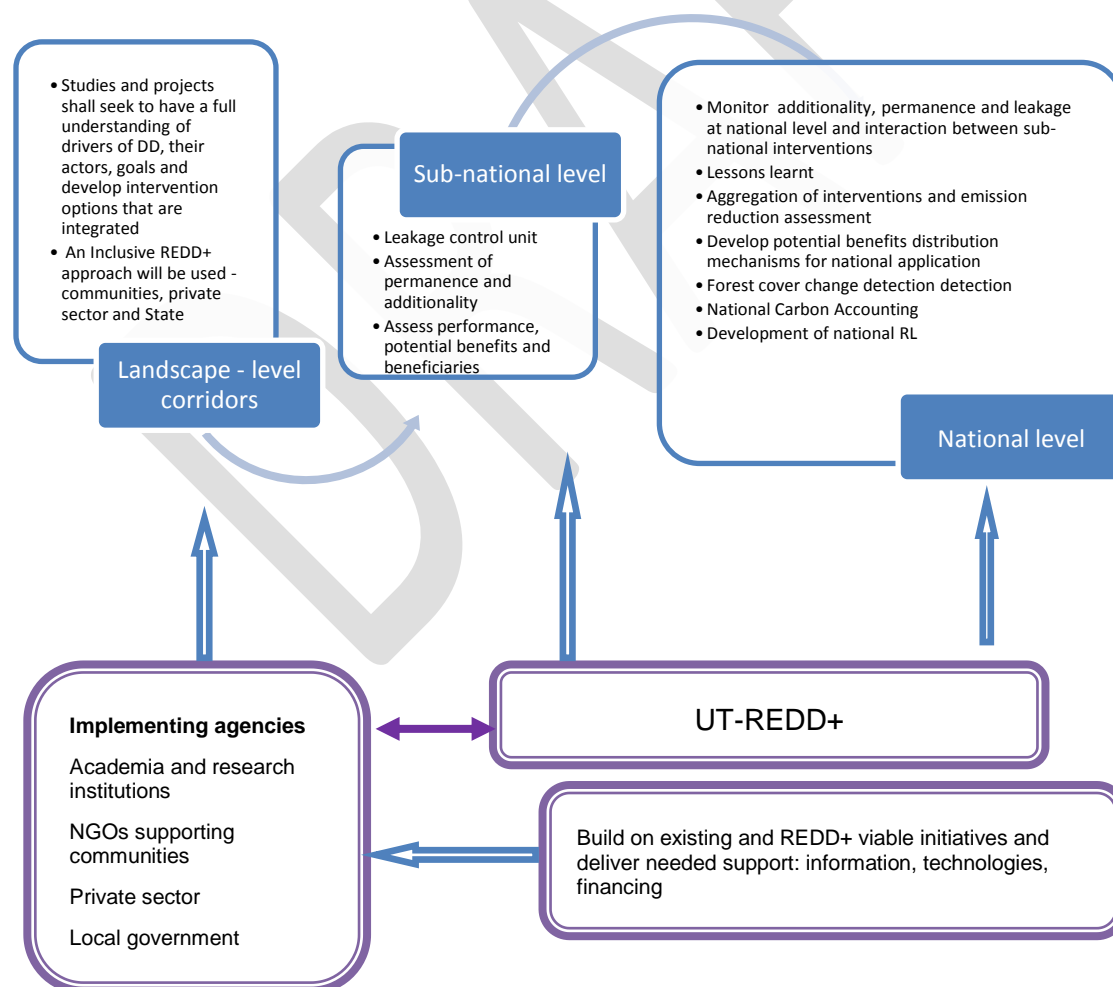 • Studies and projects
shall seek to have a full
understanding of
drivers of DD, their
actors, goals and
develop intervention
options that are
integrated
• An Inclusive REDD+
approach will be used -
communities, private
sector and State
Landscape - level
corridors
Sub-national level
• Leakage control unit
• Assessment of
permanence and
additionality
• Assess performance,
potential benefits and
beneficiaries
• Monitor additionality, permanence and leakage
at national level and interaction between sub-
national interventions
• Lessons learnt
• Aggregation of interventions and emission
reduction assessment
• Develop potential benefits distribution
mechanisms for national application
• Forest cover change detection detection
• National Carbon Accounting
• Development of national RL
National level
Implementing agencies
Academia and research
institutions
NGOs supporting
communities
Private sector
Local government
UT-REDD+
Build on existing and REDD+ viable initiatives and
deliver needed support: information, technologies,
financing